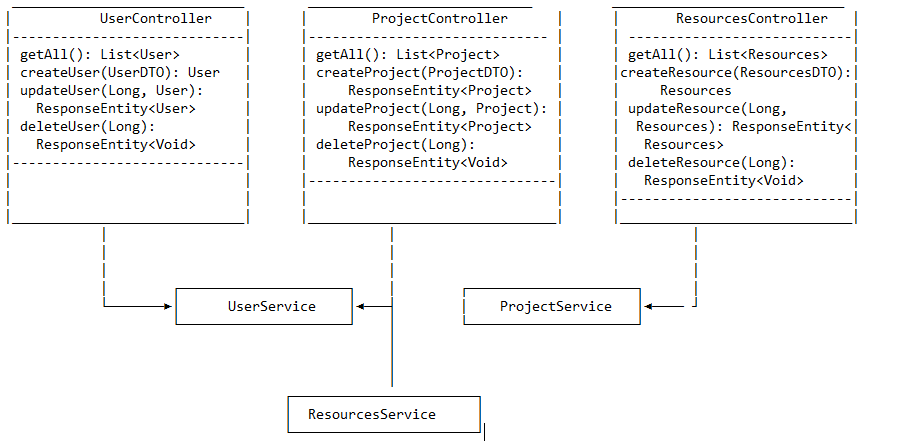 UserController
getAll(): List<User>
createUser(UserDTO): User
updateUser(Long, User):
ResponseEntity<User>
deleteUser(Long):
ResponseEntity<Void>
ProjectController
getAll(): List<Project>
createProject(ProjectDTO):
ResponseEntity<Project>
updateProject(Long, Project):
ResponseEntity<Project>
deleteProject(Long):
ResponseEntity<Void>
ResourcesController
getAll(): List<Resources>
createResource(ResourcesDTO):
Resources
updateResource(Long,
Resources): ResponseEntity<
Resources>
deleteResource(Long):
ResponseEntity<Void>
UserService
ProjectService
ResourcesService